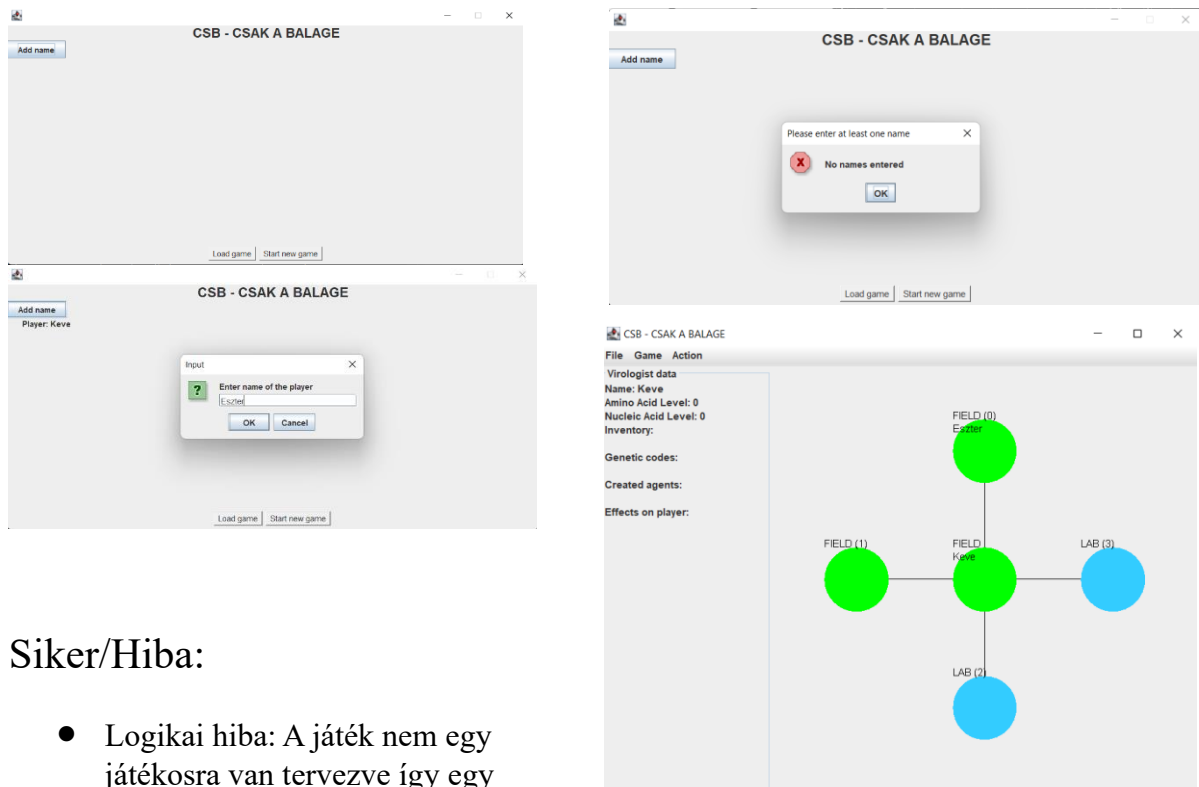 CSB - CSAK A BALAGE
Add name
Load game
Start new game
CSB - CSAK A BALAGE
Add name
Player: Keve
Input
?
Enter name of the player
Eszter
OK
Cancel
Load game
Start new game
Siker/Hiba:
● Logikai hiba: A játék nem egy
játékosra van tervezve így egy
CSB - CSAK A BALAGE
Add name
Please enter at least one name
No names entered
OK
Load game
Start new game
CSB - CSAK A BALAGE
File Game Action
Virologist data
Name: Keve
Amino Acid Level: 0
Nucleic Acid Level: 0
Inventory:
Genetic codes:
Created agents:
Effects on player:
FIELD (0)
Eszter
FIELD (1)
FIELD
Keve
LAB (3)
LAB (2)